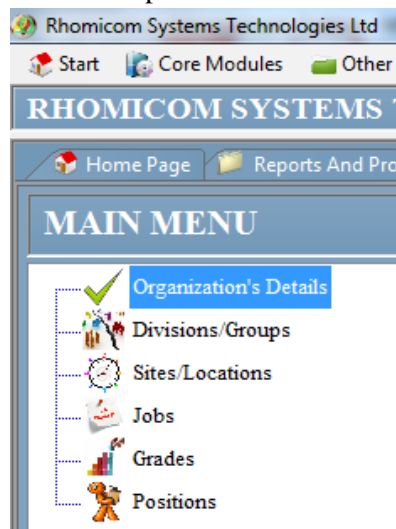 Rhomicom Systems Technologies Ltd
Start Core Modules Other
RHOMICOM SYSTEMS
Home Page Reports And Pro
MAIN MENU
Organization's Details
Divisions/Groups
Sites/Locations
Jobs
Grades
Positions